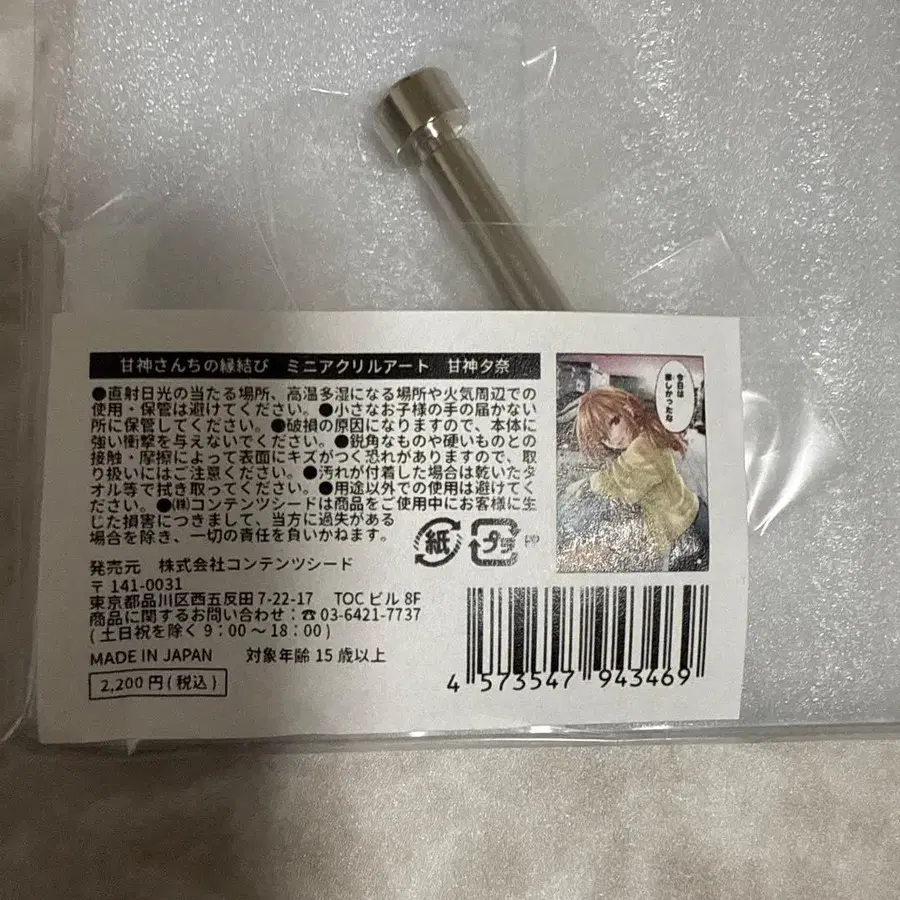 甘神さんちの縁結び ミニアクリルアート 甘神夕奈
●直射日光の当たる場所、高温多湿になる場所や火気周辺での
使用・保管は避けてください。●小さなお子様の手の届かない
所に保管してください。●破損の原因になりますので、本体に
強い衝撃を与えないでください。●鋭角なものや硬いものとの
接触・摩擦によって表面にキズがつく恐れがありますので、取
り扱いにはご注意ください。●汚れが付着した場合は乾いたタ
オル等で拭き取ってください。●用途以外での使用は避けてく
ださい。●㈱コンテンツシードは商品をご使用中にお客様に生
じた損害につきまして、当方に過失がある
場合を除き、一切の責任を負いかねます。
紙 プラ PP
今日は
楽しかったな
発売元 株式会社コンテンツシード
〒141-0031
東京都品川区西五反田7-22-17 TOCビル 8F
商品に関するお問い合わせ：☎03-6421-7737
(土日祝を除く 9：00～18：00)
MADE IN JAPAN 対象年齢 15歳以上
2,200円(税込)
4 573547 943469